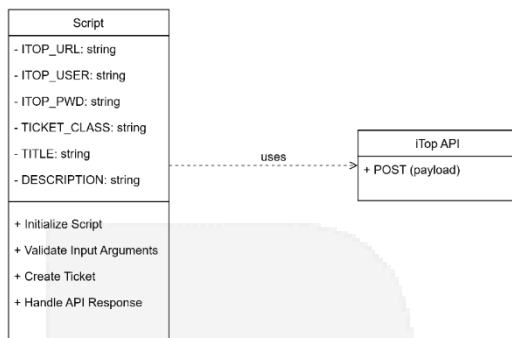 Script
- ITOP_URL: string
- ITOP_USER: string
- ITOP_PWD: string
- TICKET_CLASS: string
- TITLE: string
- DESCRIPTION: string
+ Initialize Script
+ Validate Input Arguments
+ Create Ticket
+ Handle API Response
uses
iTop API
+ POST (payload)